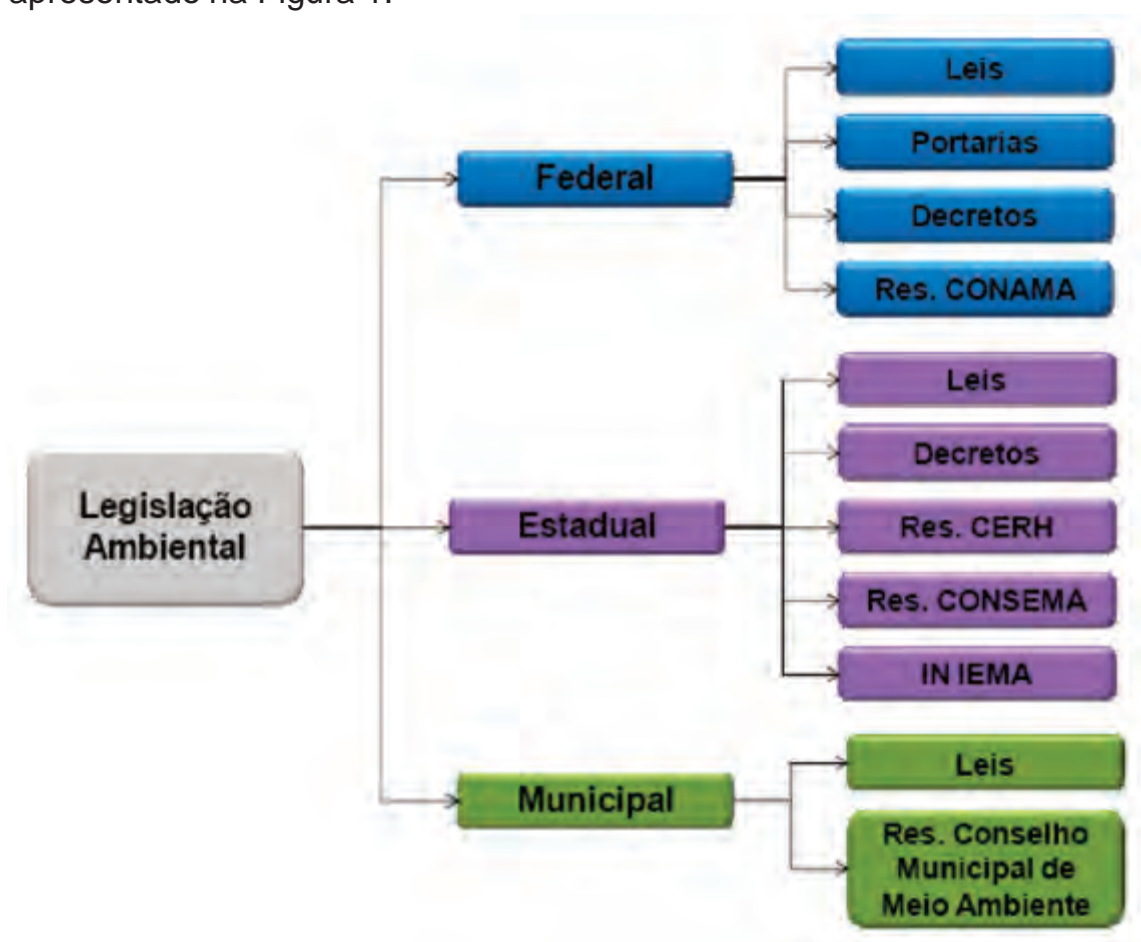 apresentado na Figura 1.
Leis
Portarias
Federal
Decretos
Res. CONAMA
Leis
Decretos
Legislação
Ambiental
Estadual
Res. CERH
Res. CONSEMA
IN IEMA
Leis
Municipal
Res. Conselho
Municipal de
Meio Ambiente